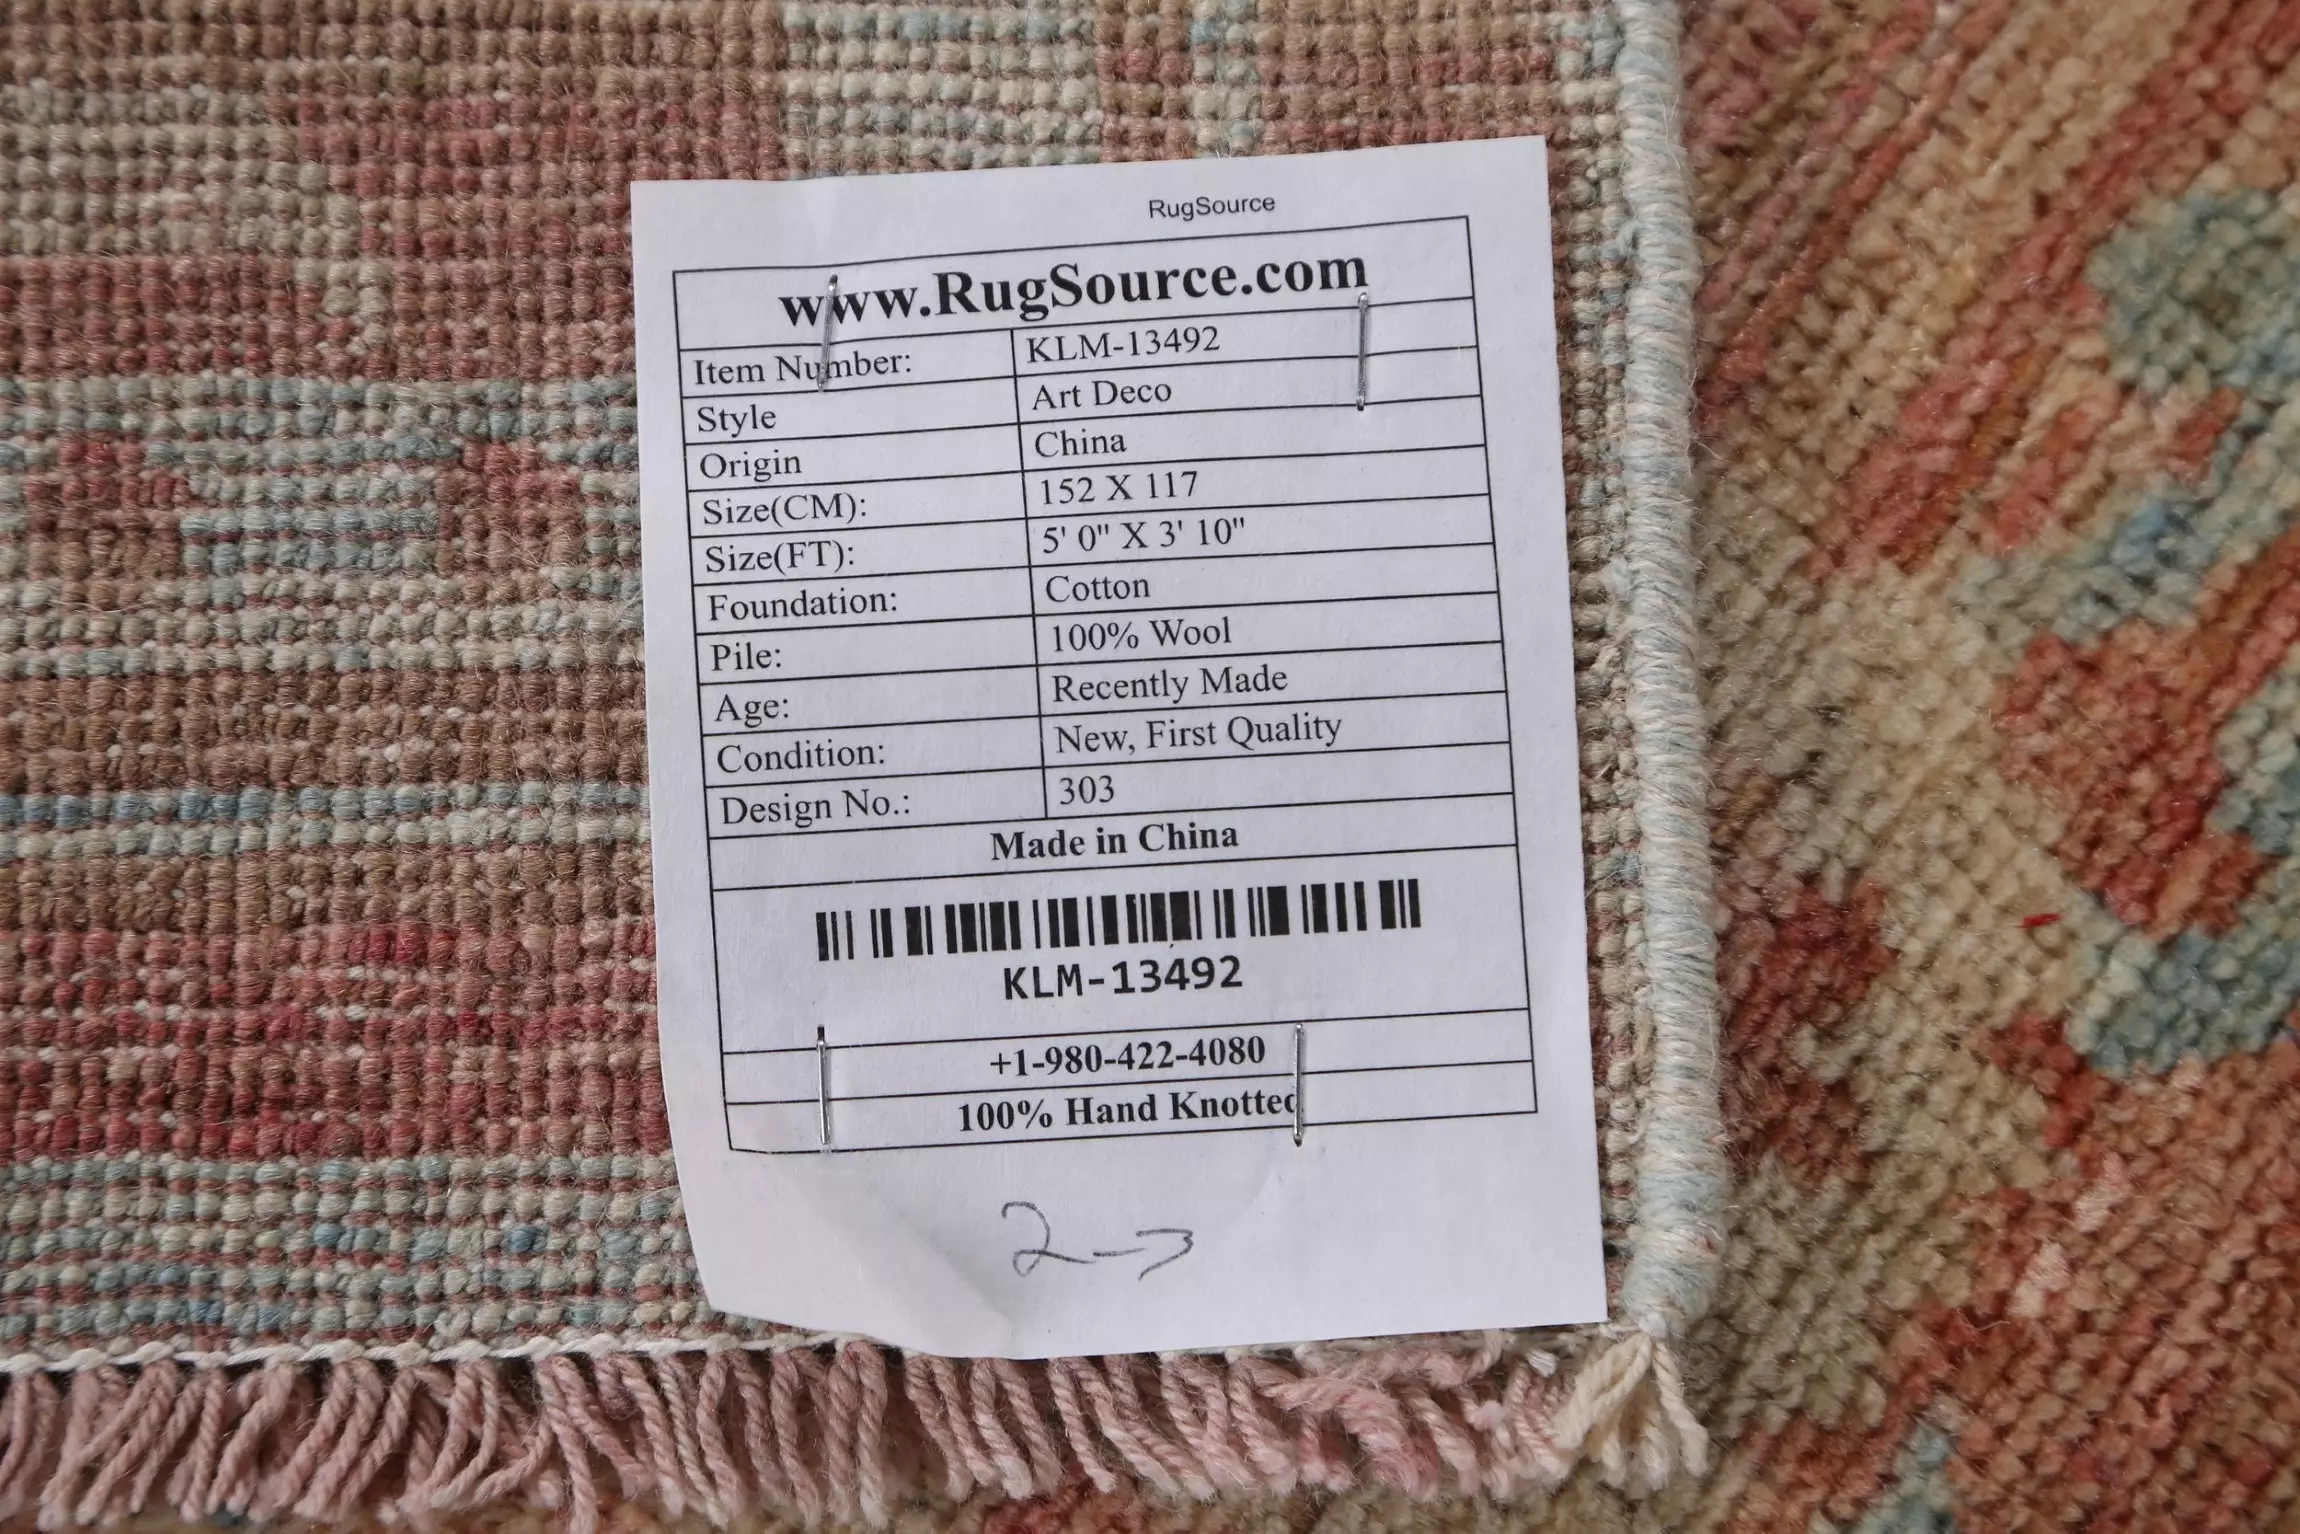 RugSource
www.RugSource.com
Item Number: KLM-13492
Style Art Deco
Origin China
Size(CM): 152 X 117
Size(FT): 5' 0" X 3' 10"
Foundation: Cotton
Pile: 100% Wool
Age: Recently Made
Condition: New, First Quality
Design No.: 303
Made in China
KLM-13492
+1-980-422-4080
100% Hand Knotted